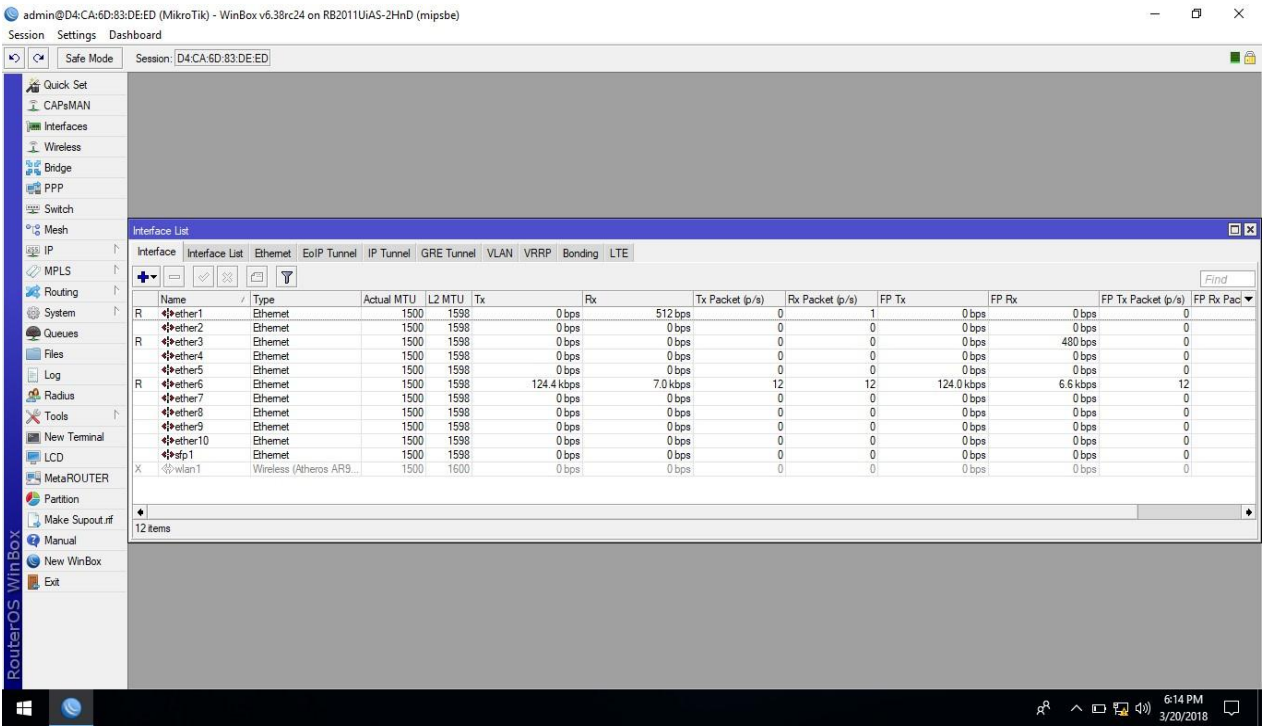 admin@D4:CA:6D:83:DE:ED (MikroTik) - WinBox v6.38rc24 on RB2011UiAS-2HnD (mipsbe)
Session Settings Dashboard
Safe Mode Session: D4:CA:6D:83:DE:ED
Quick Set
CAPsMAN
Interfaces
Wireless
Bridge
PPP
Switch
Mesh
IP
MPLS
Routing
System
Queues
Files
Log
Radius
Tools
New Terminal
LCD
MetaROUTER
Partition
Make Supout.rif
Manual
New WinBox
Exit
RouterOS WinBox
Interface List
Interface Interface List Ethernet EoIP Tunnel IP Tunnel GRE Tunnel VLAN VRRP Bonding LTE
Find
Name / Type Actual MTU L2 MTU Tx Rx Tx Packet (p/s) Rx Packet (p/s) FP Tx FP Rx FP Tx Packet (p/s) FP Rx Pac
R ether1 Ethernet 1500 1598 0 bps 512 bps 0 1 0 bps 0 bps 0
ether2 Ethernet 1500 1598 0 bps 0 bps 0 0 0 bps 0 bps 0
R ether3 Ethernet 1500 1598 0 bps 0 bps 0 0 0 bps 480 bps 0
ether4 Ethernet 1500 1598 0 bps 0 bps 0 0 0 bps 0 bps 0
ether5 Ethernet 1500 1598 0 bps 0 bps 0 0 0 bps 0 bps 0
R ether6 Ethernet 1500 1598 124.4 kbps 7.0 kbps 12 12 124.0 kbps 6.6 kbps 12
ether7 Ethernet 1500 1598 0 bps 0 bps 0 0 0 bps 0 bps 0
ether8 Ethernet 1500 1598 0 bps 0 bps 0 0 0 bps 0 bps 0
ether9 Ethernet 1500 1598 0 bps 0 bps 0 0 0 bps 0 bps 0
ether10 Ethernet 1500 1598 0 bps 0 bps 0 0 0 bps 0 bps 0
sfp1 Ethernet 1500 1598 0 bps 0 bps 0 0 0 bps 0 bps 0
X wlan1 Wireless (Atheros AR9... 1500 1600 0 bps 0 bps 0 0 0 bps 0 bps 0
12 items
6:14 PM
3/20/2018